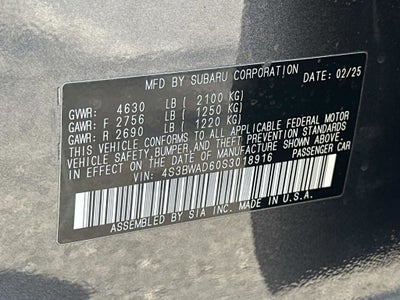 MFD BY SUBARU CORPORATION DATE: 02/25
GVWR: 4630 LB ( 2100 KG)
GAWR: F 2756 LB ( 1250 KG)
GAWR: R 2690 LB ( 1220 KG)
THIS VEHICLE CONFORMS TO ALL APPLICABLE FEDERAL MOTOR
VEHICLE SAFETY,BUMPER,AND THEFT PREVENTION STANDARDS
IN EFFECT ON THE DATE OF MANUFACTURE SHOWN ABOVE.
VIN: 4S3BWAD60S3018916 PASSENGER CAR
ASSEMBLED BY SIA INC. MADE IN U.S.A.